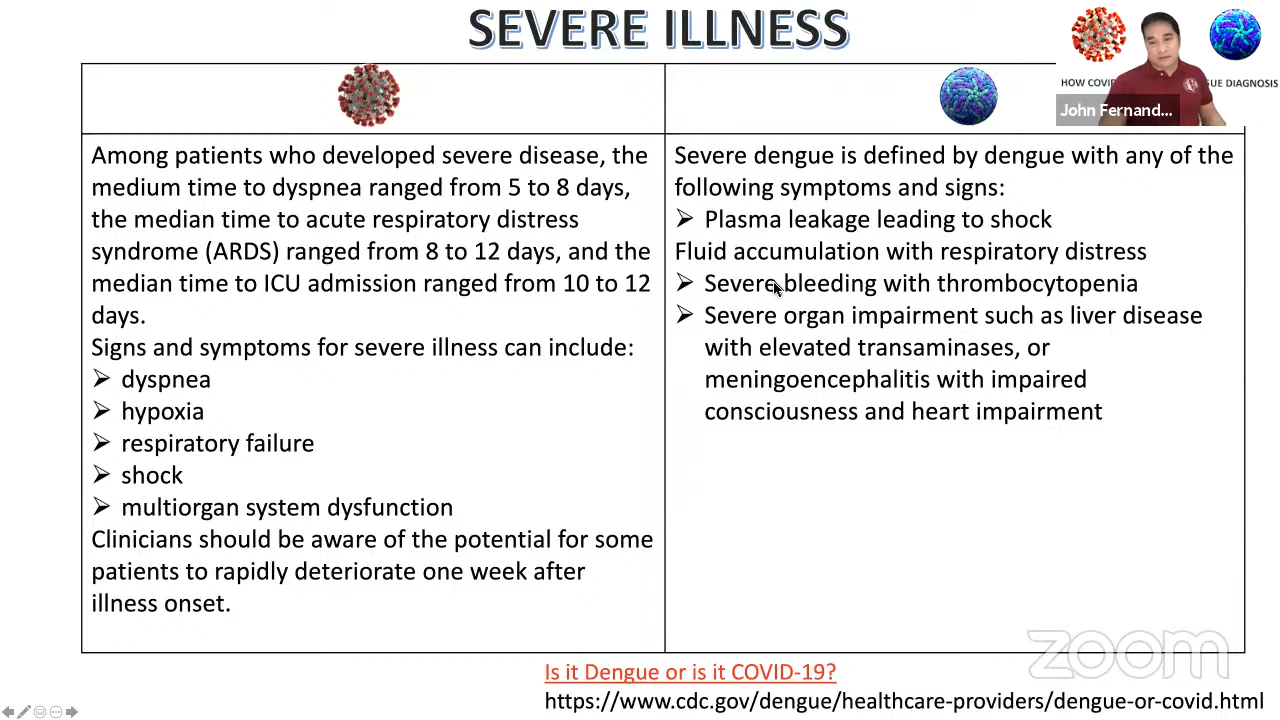 SEVERE ILLNESS
HOW COVID
GUE DIAGNOSIS
John Fernand...
Among patients who developed severe disease, the
medium time to dyspnea ranged from 5 to 8 days,
the median time to acute respiratory distress
syndrome (ARDS) ranged from 8 to 12 days, and the
median time to ICU admission ranged from 10 to 12
days.
Signs and symptoms for severe illness can include:
➢ dyspnea
➢ hypoxia
➢ respiratory failure
➢ shock
➢ multiorgan system dysfunction
Clinicians should be aware of the potential for some
patients to rapidly deteriorate one week after
illness onset.
Severe dengue is defined by dengue with any of the
following symptoms and signs:
➢ Plasma leakage leading to shock
Fluid accumulation with respiratory distress
➢ Severe bleeding with thrombocytopenia
➢ Severe organ impairment such as liver disease
with elevated transaminases, or
meningoencephalitis with impaired
consciousness and heart impairment
zoom
Is it Dengue or is it COVID-19?
https://www.cdc.gov/dengue/healthcare-providers/dengue-or-covid.html